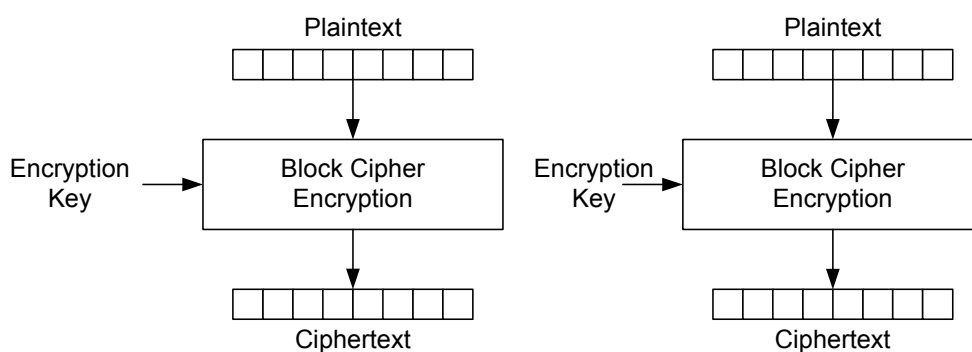 Plaintext
Encryption
Key
Block Cipher
Encryption
Ciphertext
Plaintext
Encryption
Key
Block Cipher
Encryption
Ciphertext